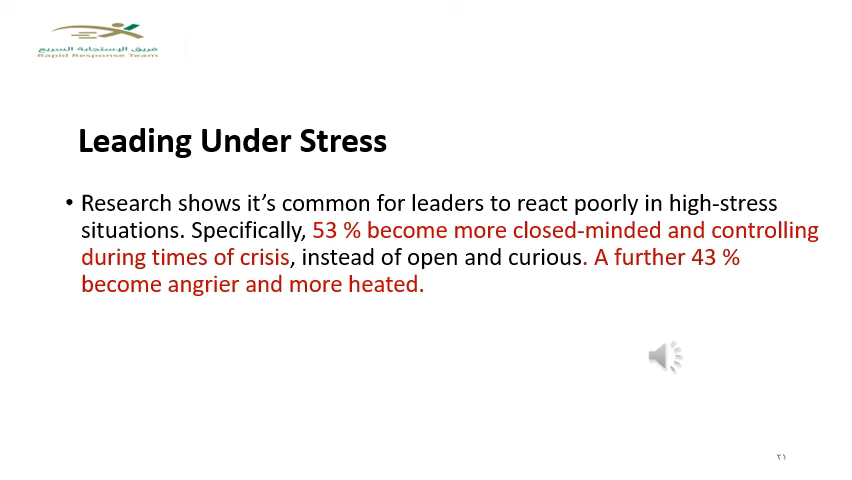 فريق الإستجابة السريع
Rapid Response Team
Leading Under Stress
• Research shows it’s common for leaders to react poorly in high-stress
situations. Specifically, 53 % become more closed-minded and controlling
during times of crisis, instead of open and curious. A further 43 %
become angrier and more heated.
٢١